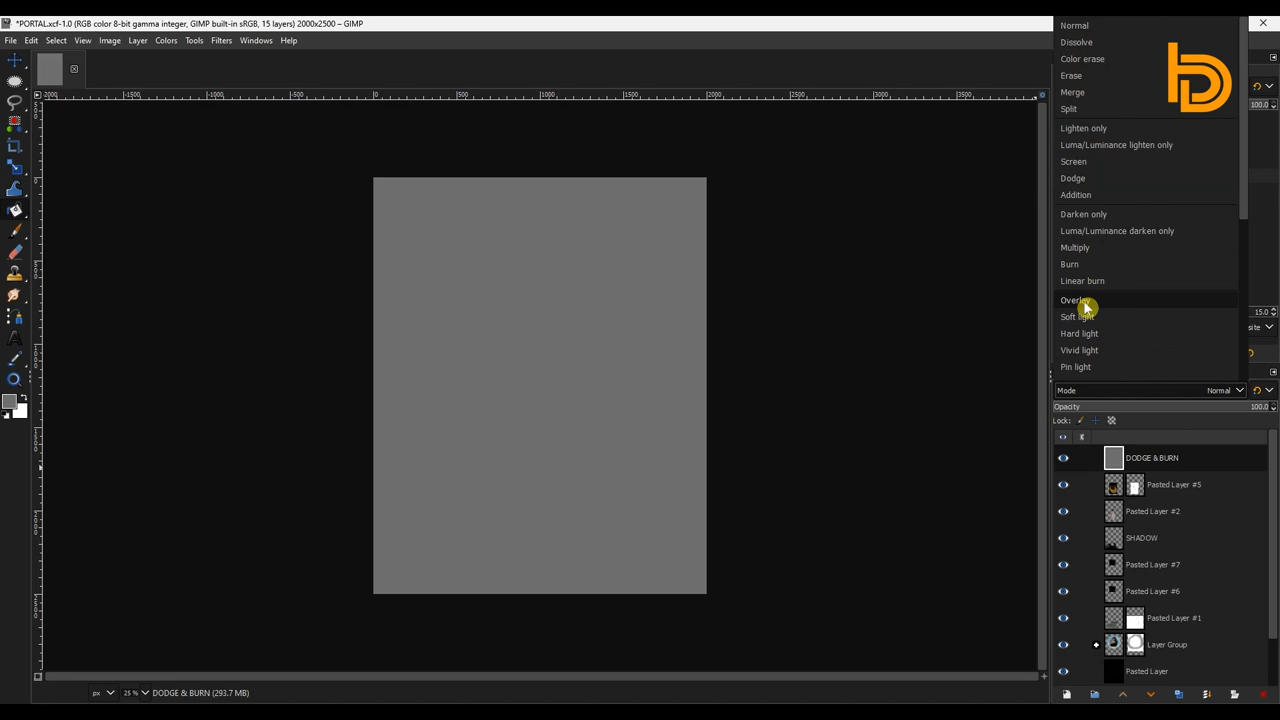 *PORTAL.xcf-1.0 (RGB color 8-bit gamma integer, GIMP built-in sRGB, 15 layers) 2000x2500 – GIMP
File Edit Select View Image Layer Colors Tools Filters Windows Help
Normal
Dissolve
Color erase
Erase
Merge
Split
Lighten only
Luma/Luminance lighten only
Screen
Dodge
Addition
Darken only
Luma/Luminance darken only
Multiply
Burn
Linear burn
Overlay
Soft light
Hard light
Vivid light
Pin light
100.0
15.0
Mode Normal
Opacity 100.0
Lock:
DODGE & BURN
Pasted Layer #5
Pasted Layer #2
SHADOW
Pasted Layer #7
Pasted Layer #6
Pasted Layer #1
Layer Group
Pasted Layer
px 25 % DODGE & BURN (293.7 MB)